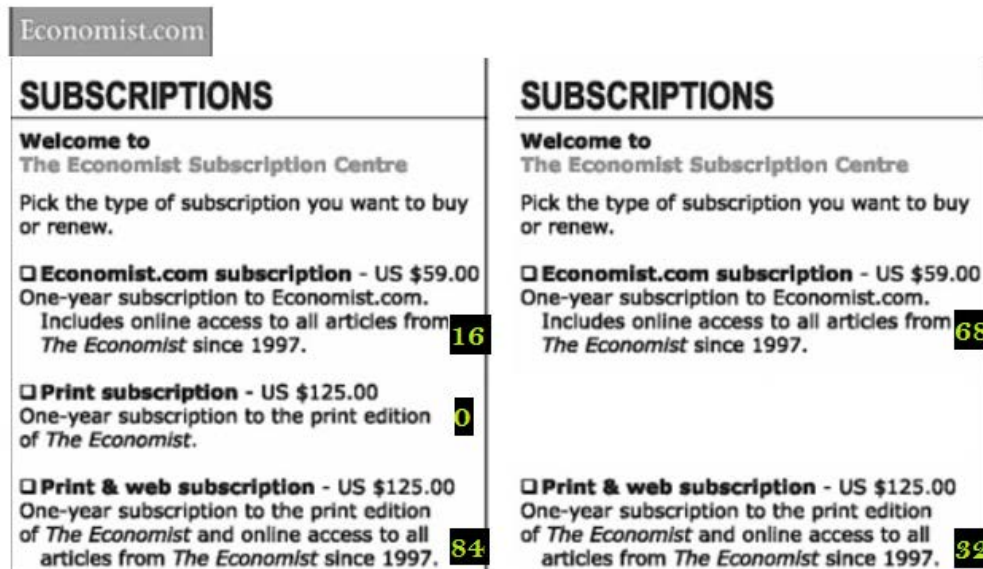 Economist.com
SUBSCRIPTIONS
Welcome to
The Economist Subscription Centre
Pick the type of subscription you want to buy
or renew.
❑ Economist.com subscription - US $59.00
One-year subscription to Economist.com.
Includes online access to all articles from
The Economist since 1997.
16
❑ Print subscription - US $125.00
One-year subscription to the print edition
of The Economist.
0
❑ Print & web subscription - US $125.00
One-year subscription to the print edition
of The Economist and online access to all
articles from The Economist since 1997.
84
SUBSCRIPTIONS
Welcome to
The Economist Subscription Centre
Pick the type of subscription you want to buy
or renew.
❑ Economist.com subscription - US $59.00
One-year subscription to Economist.com.
Includes online access to all articles from
The Economist since 1997.
68
❑ Print & web subscription - US $125.00
One-year subscription to the print edition
of The Economist and online access to all
articles from The Economist since 1997.
32